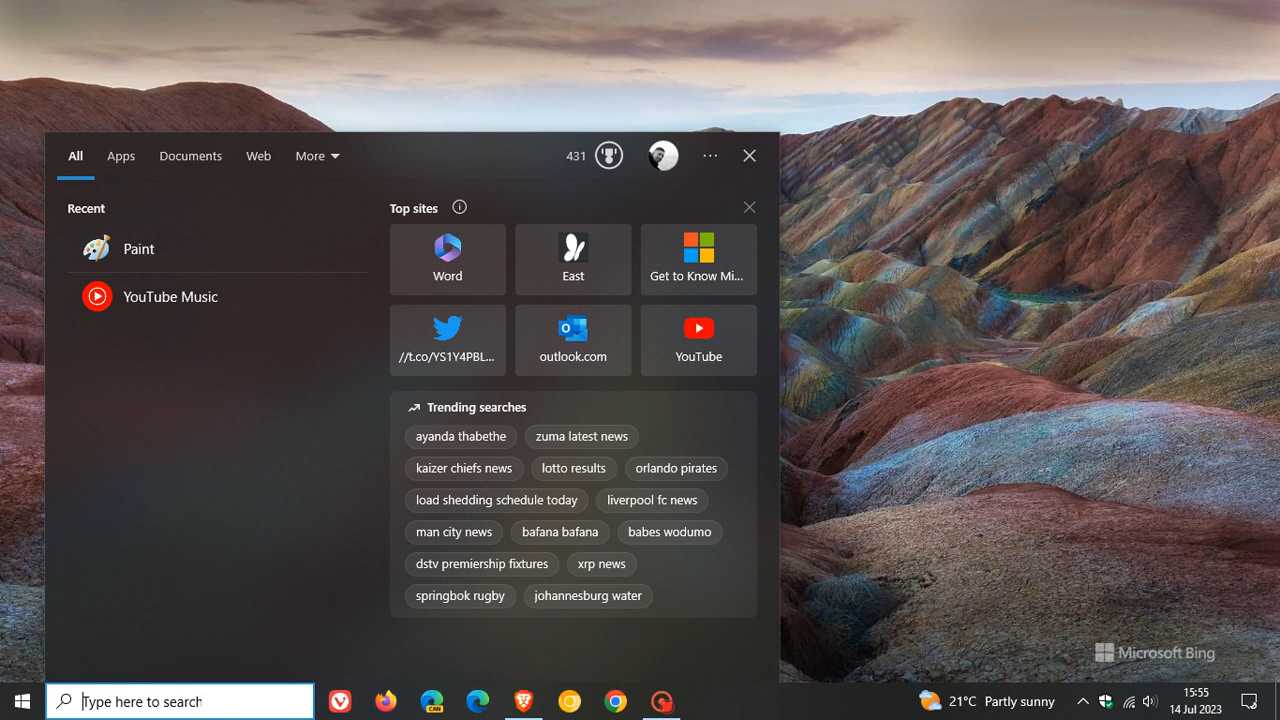 All Apps Documents Web More 431 ...
Recent
Paint
YouTube Music
Top sites
Word East Get to Know Mi...
//t.co/YS1Y4PBL... outlook.com YouTube
Trending searches
ayanda thabethe zuma latest news
kaizer chiefs news lotto results orlando pirates
load shedding schedule today liverpool fc news
man city news bafana bafana babes wodumo
dstv premiership fixtures xrp news
springbok rugby johannesburg water
Microsoft Bing
Type here to search
CAN
21°C Partly sunny
15:55
14 Jul 2023